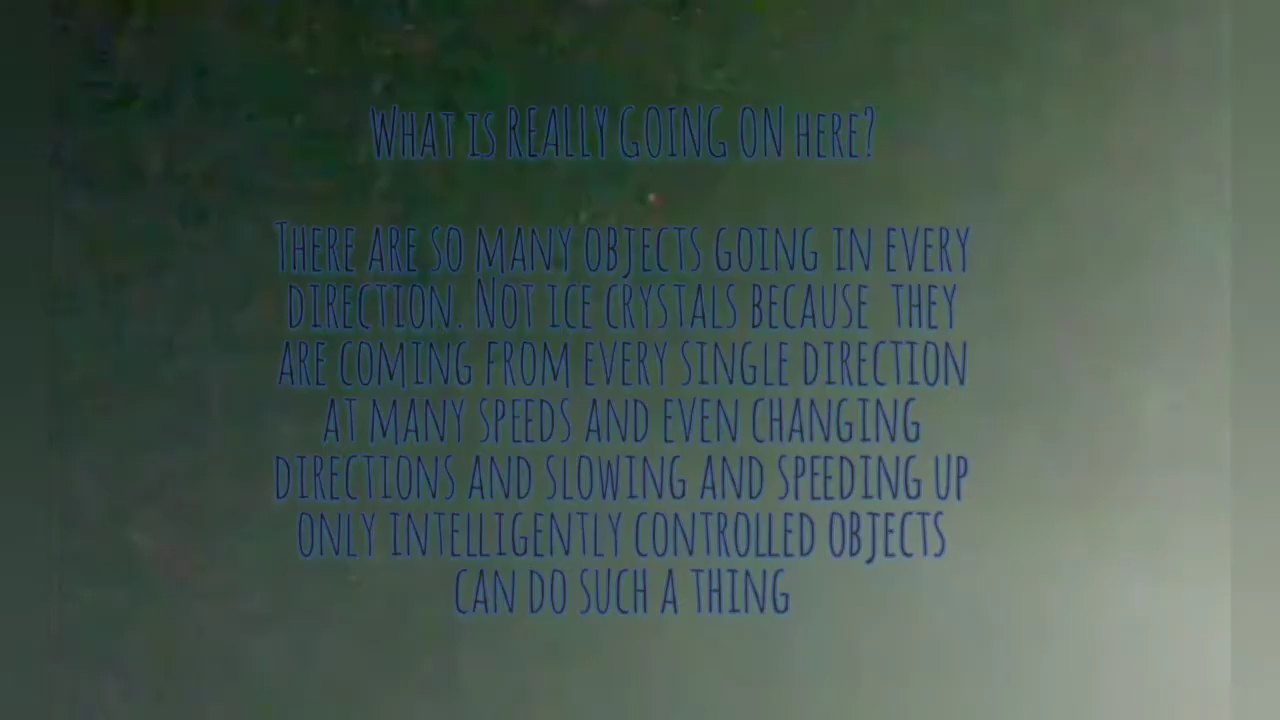 What is REALLY GOING ON here?
There are so many objects going in every
direction. Not ice crystals because they
are coming from every single direction
at many speeds and even changing
directions and slowing and speeding up
only intelligently controlled objects
can do such a thing